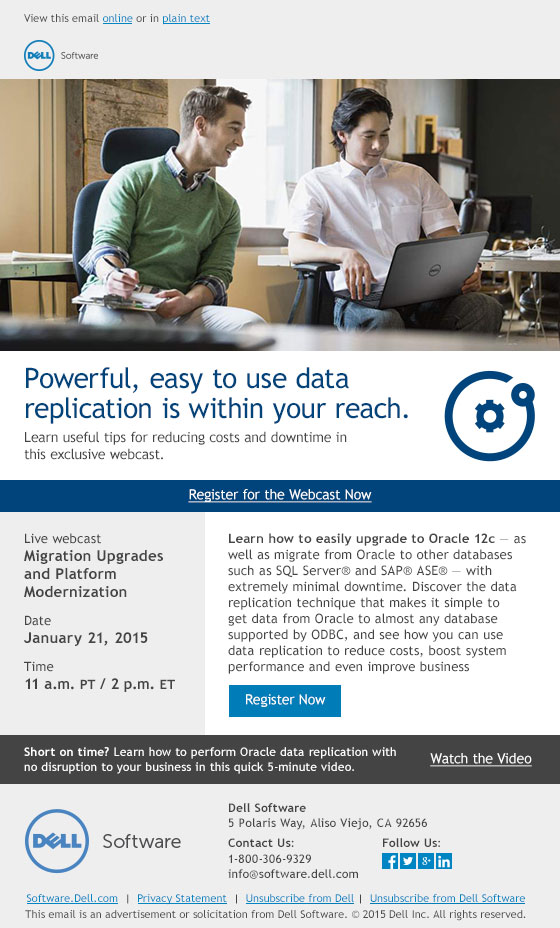 View this email online or in plain text
DELL Software
DELL
Powerful, easy to use data
replication is within your reach.
Learn useful tips for reducing costs and downtime in
this exclusive webcast.
Register for the Webcast Now
Live webcast
Migration Upgrades
and Platform
Modernization
Date
January 21, 2015
Time
11 a.m. PT / 2 p.m. ET
Learn how to easily upgrade to Oracle 12c — as
well as migrate from Oracle to other databases
such as SQL Server® and SAP® ASE® — with
extremely minimal downtime. Discover the data
replication technique that makes it simple to
get data from Oracle to almost any database
supported by ODBC, and see how you can use
data replication to reduce costs, boost system
performance and even improve business
Register Now
Short on time? Learn how to perform Oracle data replication with
no disruption to your business in this quick 5-minute video.
Watch the Video
DELL Software
Dell Software
5 Polaris Way, Aliso Viejo, CA 92656
Contact Us:
1-800-306-9329
info@software.dell.com
Follow Us:
f g+ in
Software.Dell.com | Privacy Statement | Unsubscribe from Dell | Unsubscribe from Dell Software
This email is an advertisement or solicitation from Dell Software. © 2015 Dell Inc. All rights reserved.